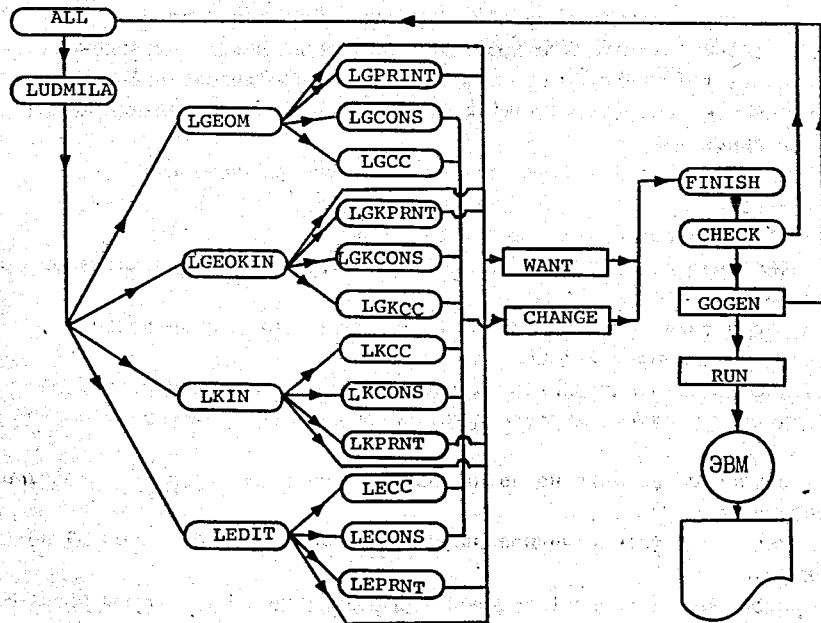 ALL
LUDMILA
LGEOM
LGPRINT
LGCONS
LGCC
LGEOKIN
LGKPRNT
LGKCONS
LGKCC
LKIN
LKCC
LKCONS
LKPRNT
LEDIT
LECC
LECONS
LEPRNT
WANT
CHANGE
FINISH
CHECK
GOGEN
RUN
ЭВМ